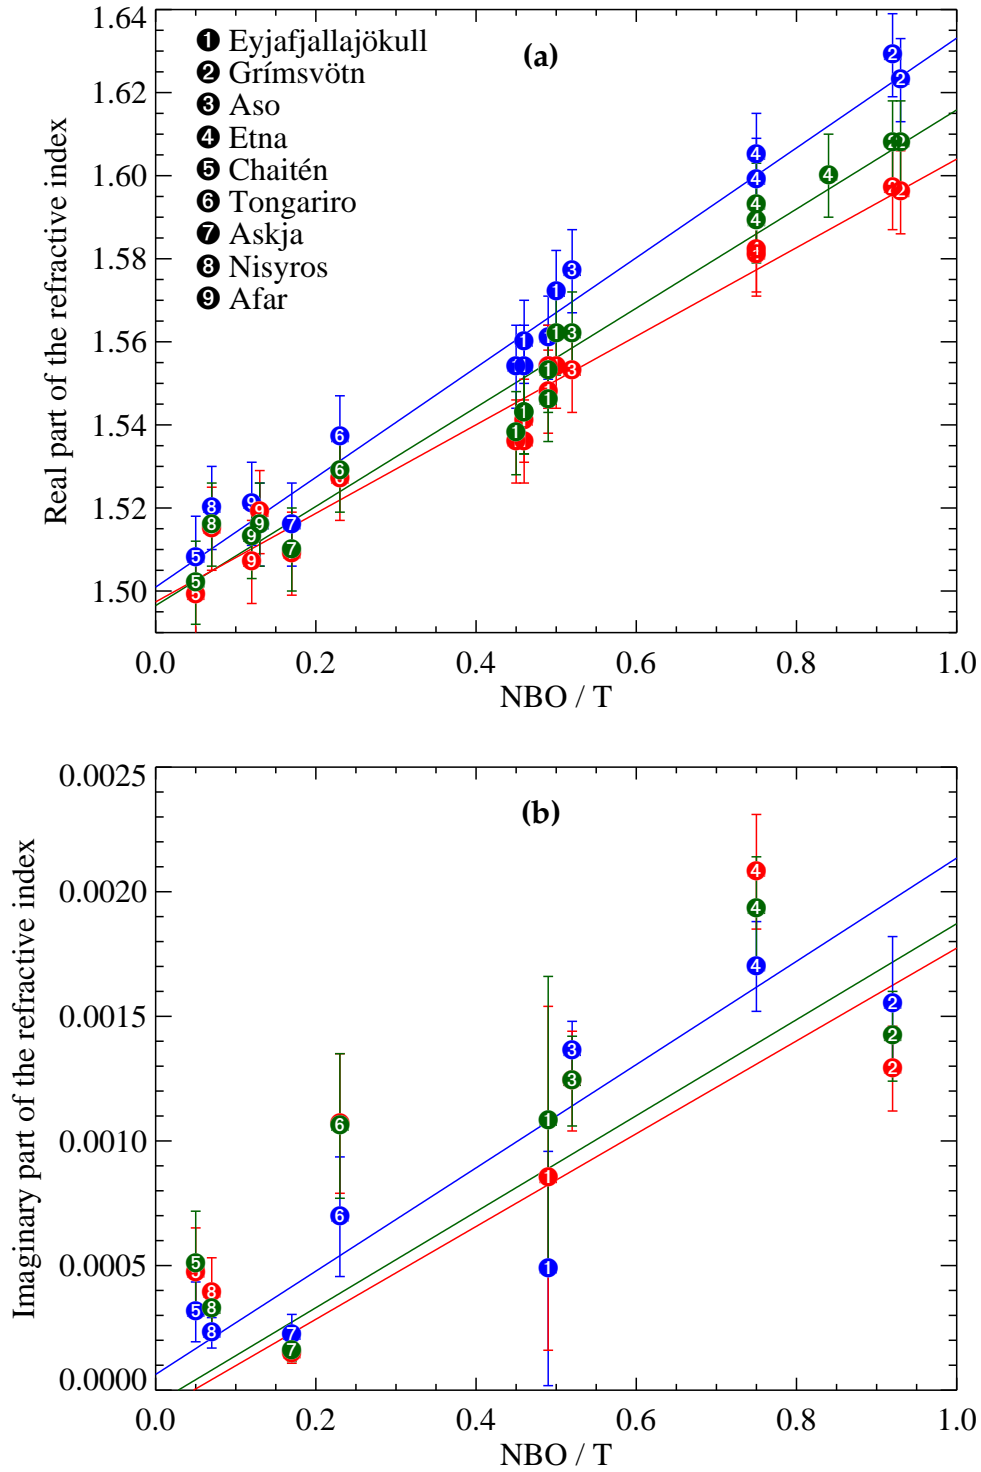 (a)
❶ Eyjafjallajökull
❷ Grímsvötn
❸ Aso
❹ Etna
❺ Chaitén
❻ Tongariro
❼ Askja
❽ Nisyros
❾ Afar
Real part of the refractive index
1.64
1.62
1.60
1.58
1.56
1.54
1.52
1.50
0.0 0.2 0.4 0.6 0.8 1.0
NBO / T
(b)
Imaginary part of the refractive index
0.0025
0.0020
0.0015
0.0010
0.0005
0.0000
0.0 0.2 0.4 0.6 0.8 1.0
NBO / T